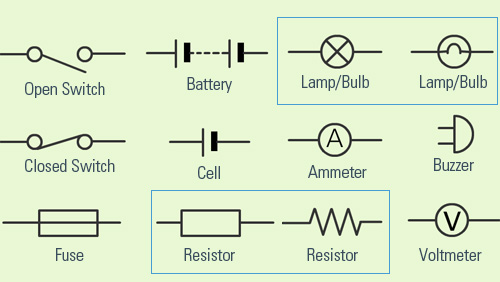 Open Switch
Battery
Lamp/Bulb
Lamp/Bulb
Closed Switch
Cell
A
Ammeter
Buzzer
Fuse
Resistor
Resistor
V
Voltmeter